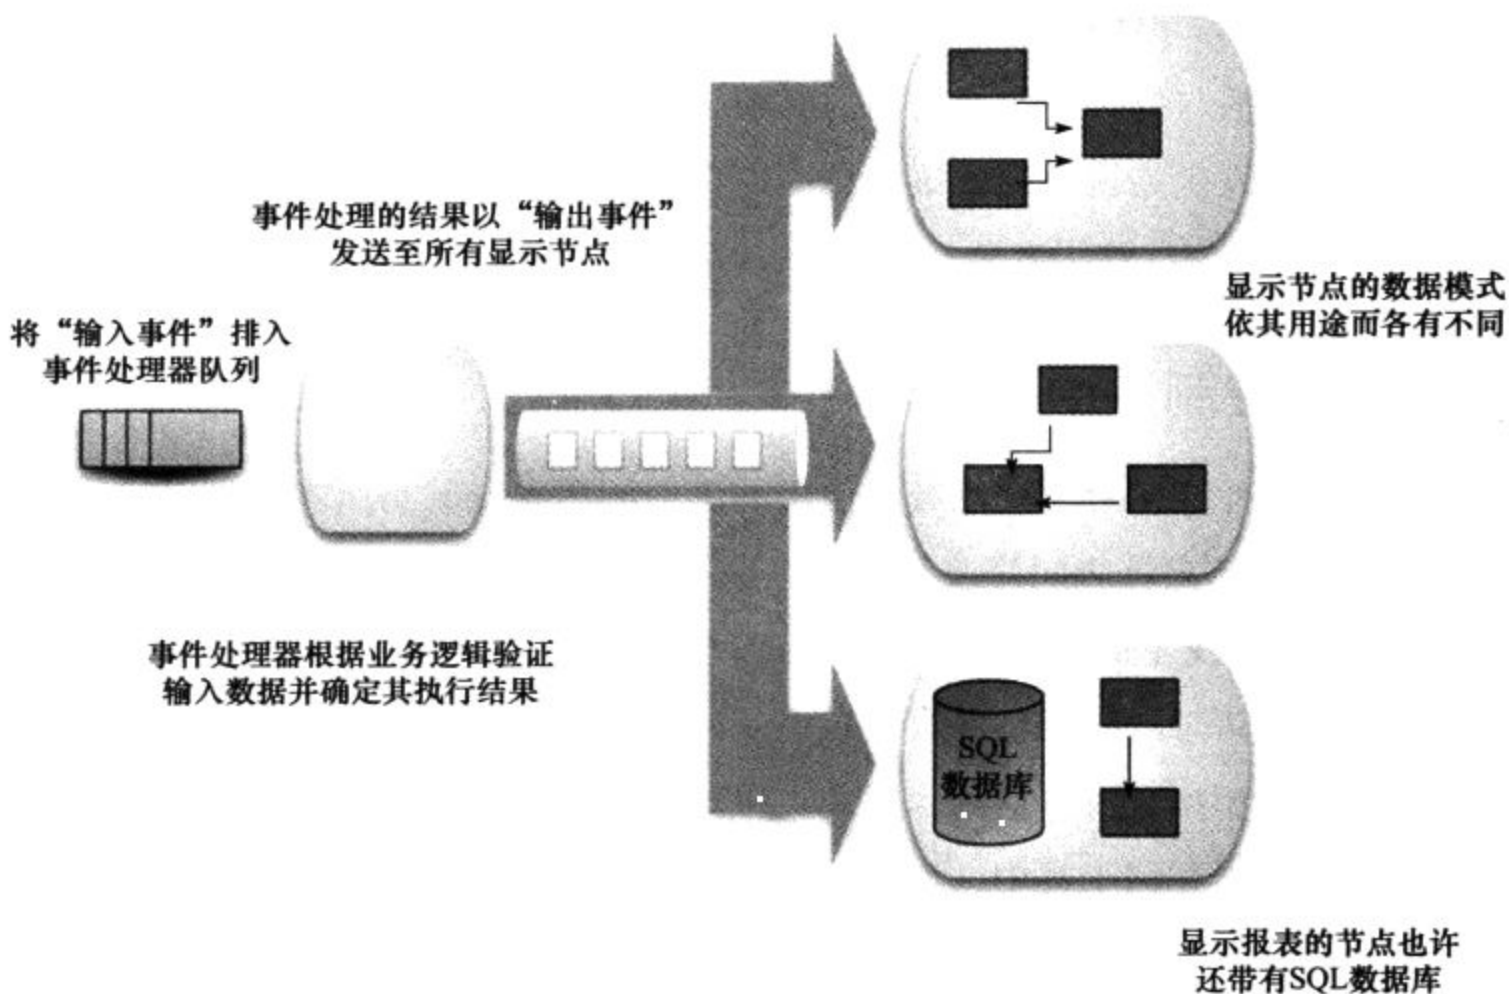 事件处理的结果以“输出事件”
发送至所有显示节点
将“输入事件”排入
事件处理器队列
显示节点的数据模式
依其用途而各有不同
事件处理器根据业务逻辑验证
输入数据并确定其执行结果
SQL
数据库
显示报表的节点也许
还带有SQL数据库